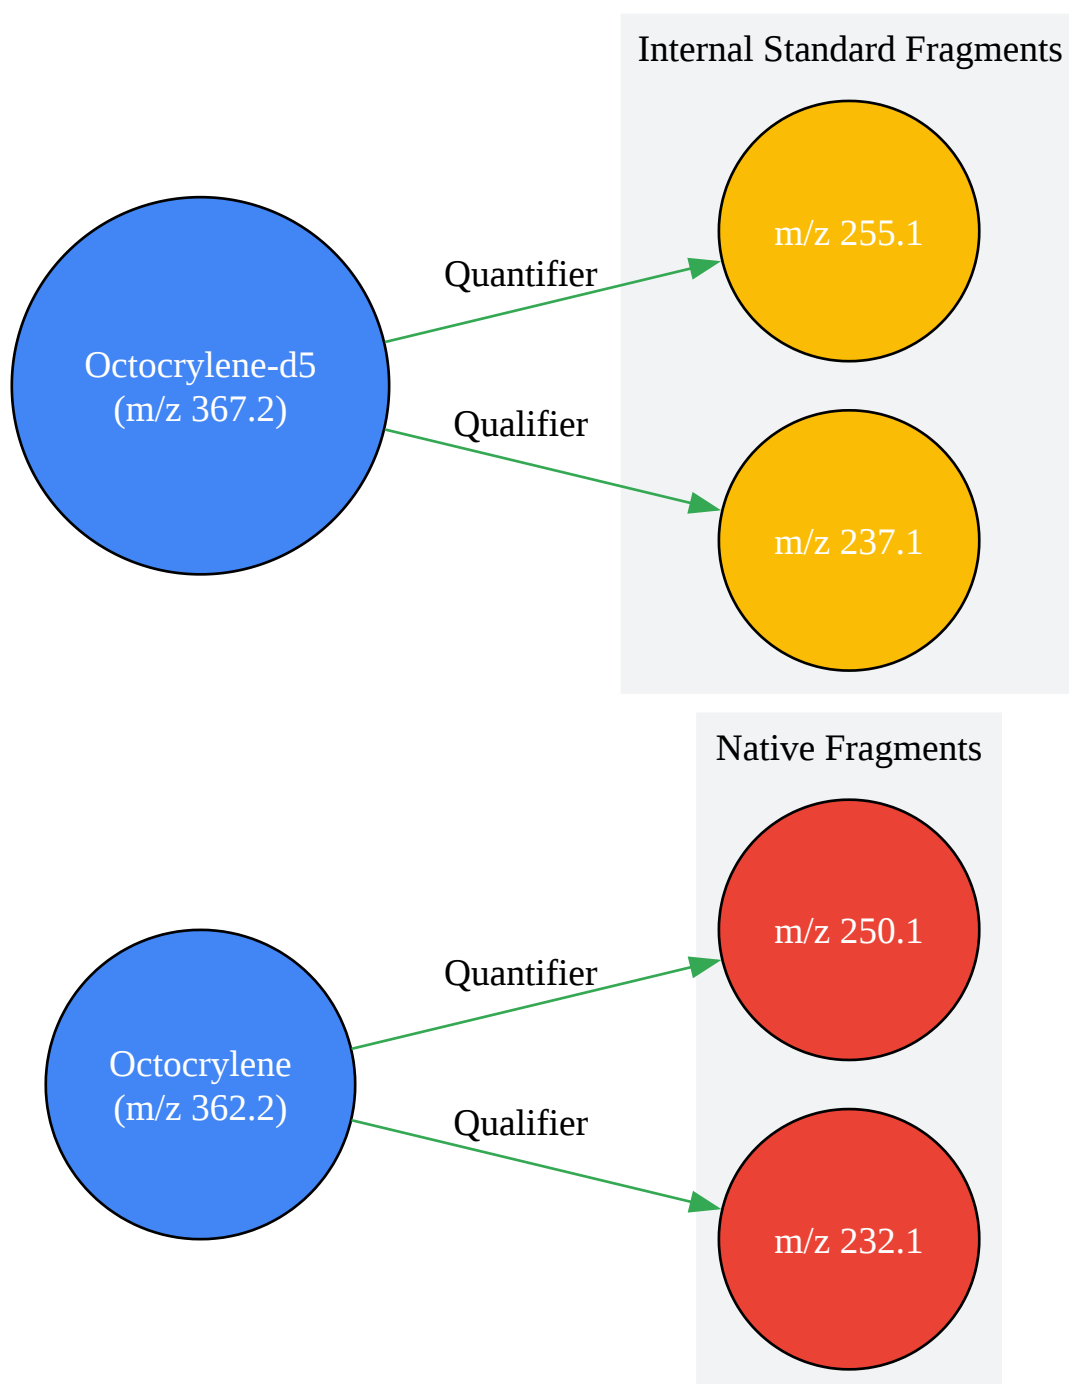 Internal Standard Fragments
m/z 255.1
Quantifier
Octocrylene-d5
(m/z 367.2)
Qualifier
m/z 237.1
Native Fragments
m/z 250.1
Quantifier
Octocrylene
(m/z 362.2)
Qualifier
m/z 232.1